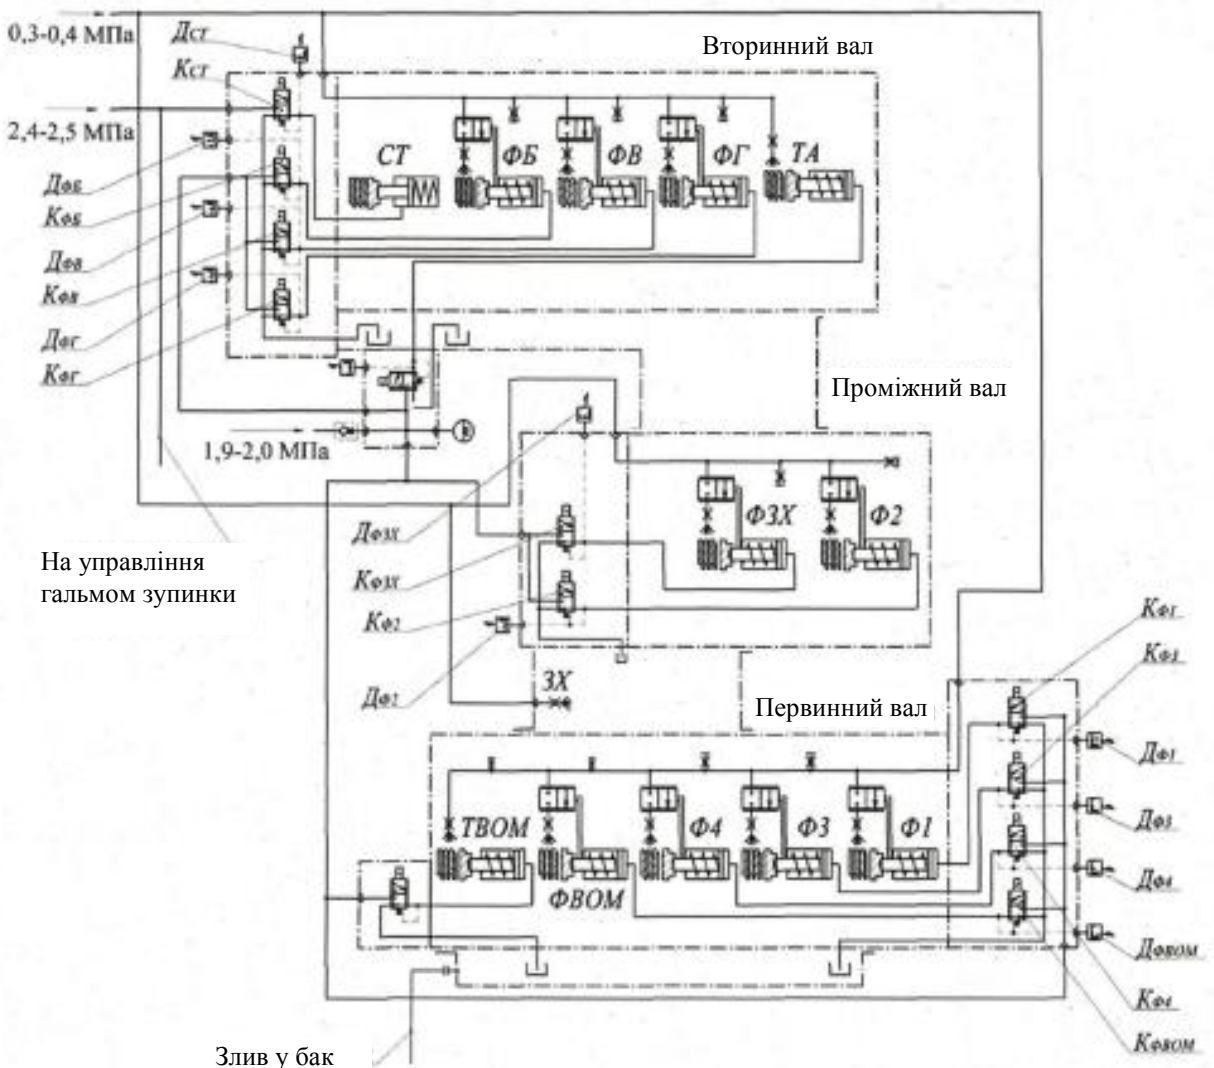 0,3-0,4 МПа
Дст
Кст
Вторинний вал
2,4-2,5 МПа
СТ
ФБ
ФВ
ФГ
ТА
Дфб
Кфб
Дфв
Кфв
Дфг
Кфг
Проміжний вал
1,9-2,0 МПа
На управління
гальмом зупинки
Дфзх
Кфзх
Кф2
Дф2
ФЗХ
Ф2
ЗХ
Первинний вал
Кф1
Кф3
Дф1
Дф3
Дф4
Дфвом
Кф4
Кфвом
ТВОМ
ФВОМ
Ф4
Ф3
Ф1
Злив у бак